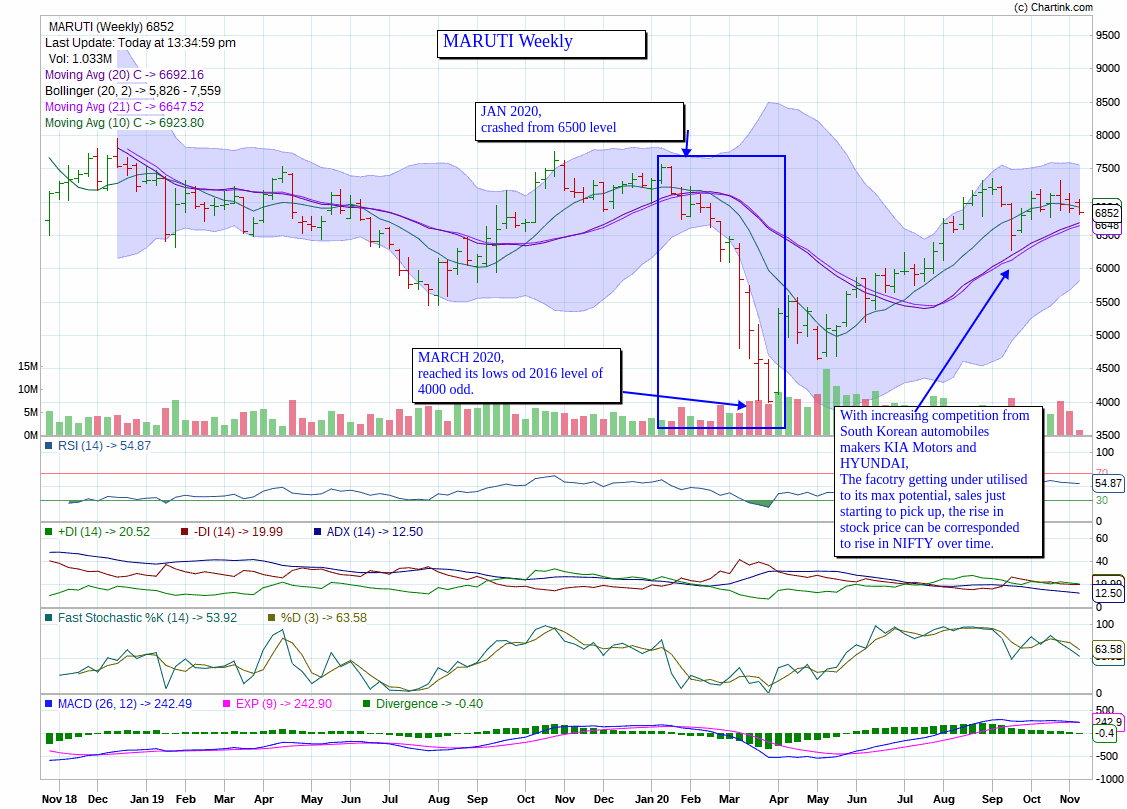 (c) Chartink.com
MARUTI (Weekly) 6852
Last Update: Today at 13:34:59 pm
Vol: 1.033M
Moving Avg (20) C -> 6692.16
Bollinger (20, 2) -> 5,826 - 7,559
Moving Avg (21) C -> 6647.52
Moving Avg (10) C -> 6923.80
MARUTI Weekly
JAN 2020,
crashed from 6500 level
MARCH 2020,
reached its lows od 2016 level of
4000 odd.
With increasing competition from
South Korean automobiles
makers KIA Motors and
HYUNDAI,
The facotry getting under utilised
to its max potential, sales just
starting to pick up, the rise in
stock price can be corresponded
to rise in NIFTY over time.
9500
9000
8500
8000
7500
7000
6852
6648
6500
6000
5500
5000
4500
4000
3500
15M
10M
5M
0M
RSI (14) -> 54.87
100
70
54.87
30
0
+DI (14) -> 20.52 -DI (14) -> 19.99 ADX (14) -> 12.50
60
40
19.99
12.50
0
Fast Stochastic %K (14) -> 53.92 %D (3) -> 63.58
100
63.58
0
MACD (26, 12) -> 242.49 EXP (9) -> 242.90 Divergence -> -0.40
500
242.9
-0.4
-500
-1000
Nov 18 Dec Jan 19 Feb Mar Apr May Jun Jul Aug Sep Oct Nov Dec Jan 20 Feb Mar Apr May Jun Jul Aug Sep Oct Nov